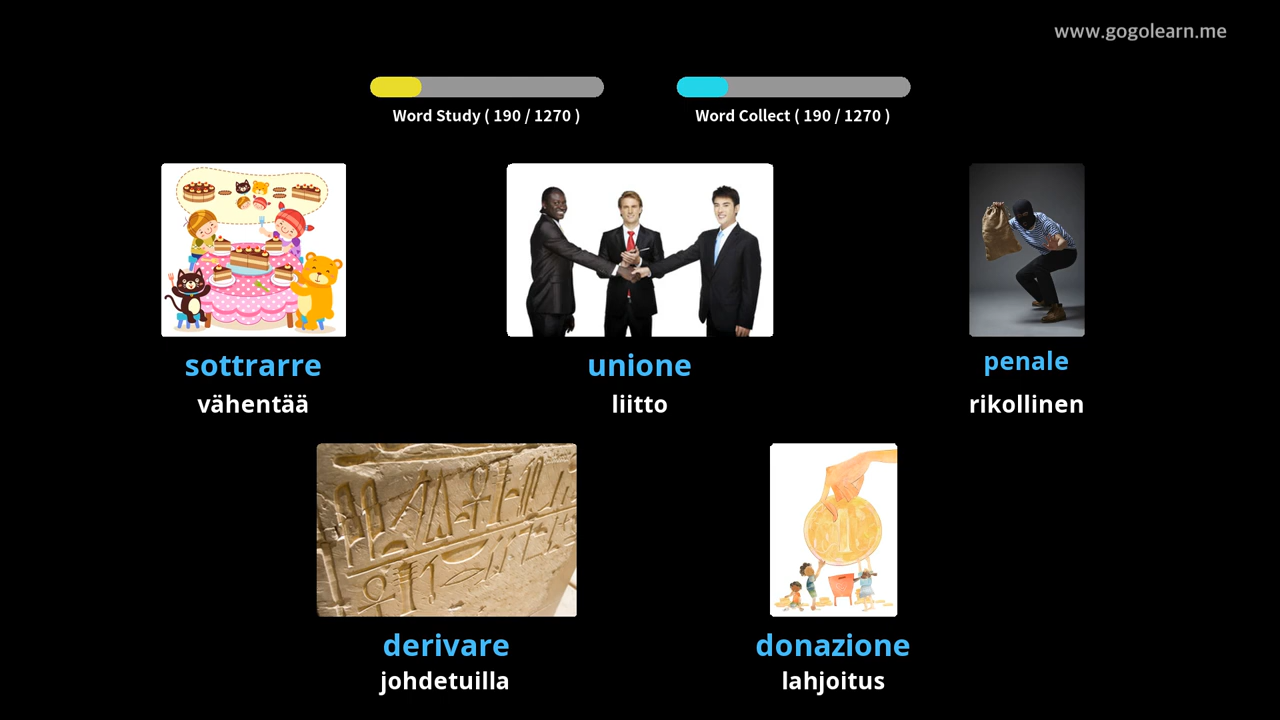 www.gogolearn.me
Word Study ( 190 / 1270 )
Word Collect ( 190 / 1270 )
sottrarre
unione
penale
vähentää
liitto
rikollinen
derivare
donazione
johdetuilla
lahjoitus